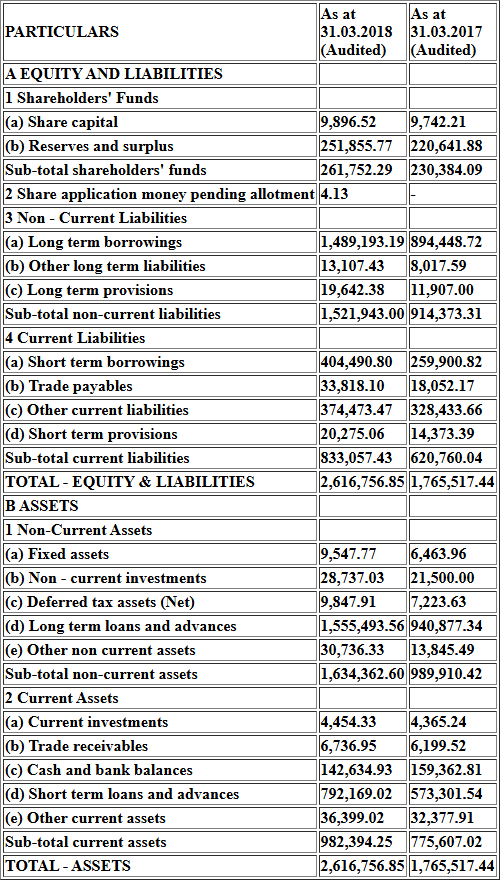 PARTICULARS As at 31.03.2018 (Audited) As at 31.03.2017 (Audited)
A EQUITY AND LIABILITIES
1 Shareholders' Funds
(a) Share capital 9,896.52 9,742.21
(b) Reserves and surplus 251,855.77 220,641.88
Sub-total shareholders' funds 261,752.29 230,384.09
2 Share application money pending allotment 4.13 -
3 Non - Current Liabilities
(a) Long term borrowings 1,489,193.19 894,448.72
(b) Other long term liabilities 13,107.43 8,017.59
(c) Long term provisions 19,642.38 11,907.00
Sub-total non-current liabilities 1,521,943.00 914,373.31
4 Current Liabilities
(a) Short term borrowings 404,490.80 259,900.82
(b) Trade payables 33,818.10 18,052.17
(c) Other current liabilities 374,473.47 328,433.66
(d) Short term provisions 20,275.06 14,373.39
Sub-total current liabilities 833,057.43 620,760.04
TOTAL - EQUITY & LIABILITIES 2,616,756.85 1,765,517.44
B ASSETS
1 Non-Current Assets
(a) Fixed assets 9,547.77 6,463.96
(b) Non - current investments 28,737.03 21,500.00
(c) Deferred tax assets (Net) 9,847.91 7,223.63
(d) Long term loans and advances 1,555,493.56 940,877.34
(e) Other non current assets 30,736.33 13,845.49
Sub-total non-current assets 1,634,362.60 989,910.42
2 Current Assets
(a) Current investments 4,454.33 4,365.24
(b) Trade receivables 6,736.95 6,199.52
(c) Cash and bank balances 142,634.93 159,362.81
(d) Short term loans and advances 792,169.02 573,301.54
(e) Other current assets 36,399.02 32,377.91
Sub-total current assets 982,394.25 775,607.02
TOTAL - ASSETS 2,616,756.85 1,765,517.44